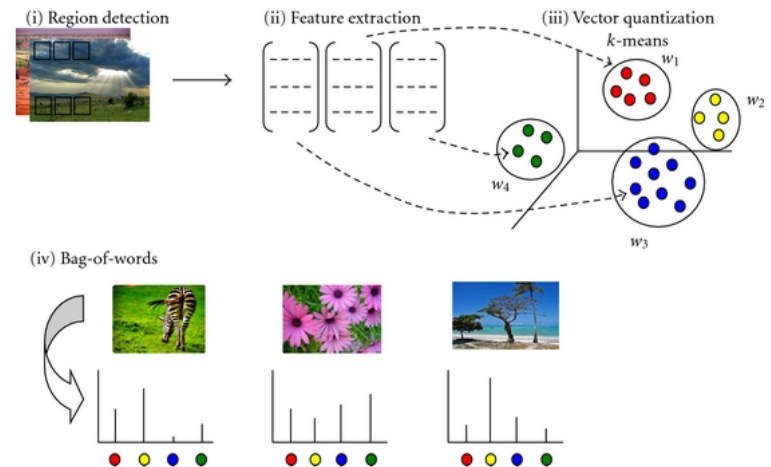 (i) Region detection
(ii) Feature extraction
(iii) Vector quantization
k-means
w1
w2
w4
w3
(iv) Bag-of-words